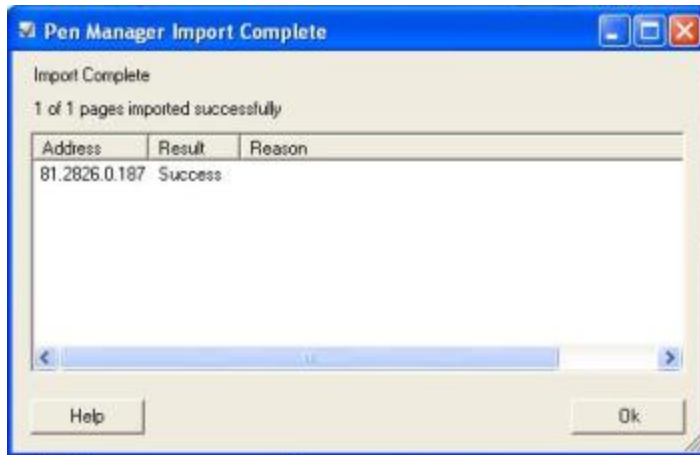 Pen Manager Import Complete
Import Complete
1 of 1 pages imported successfully
Address Result Reason
81.2826.0.187 Success
Help Ok